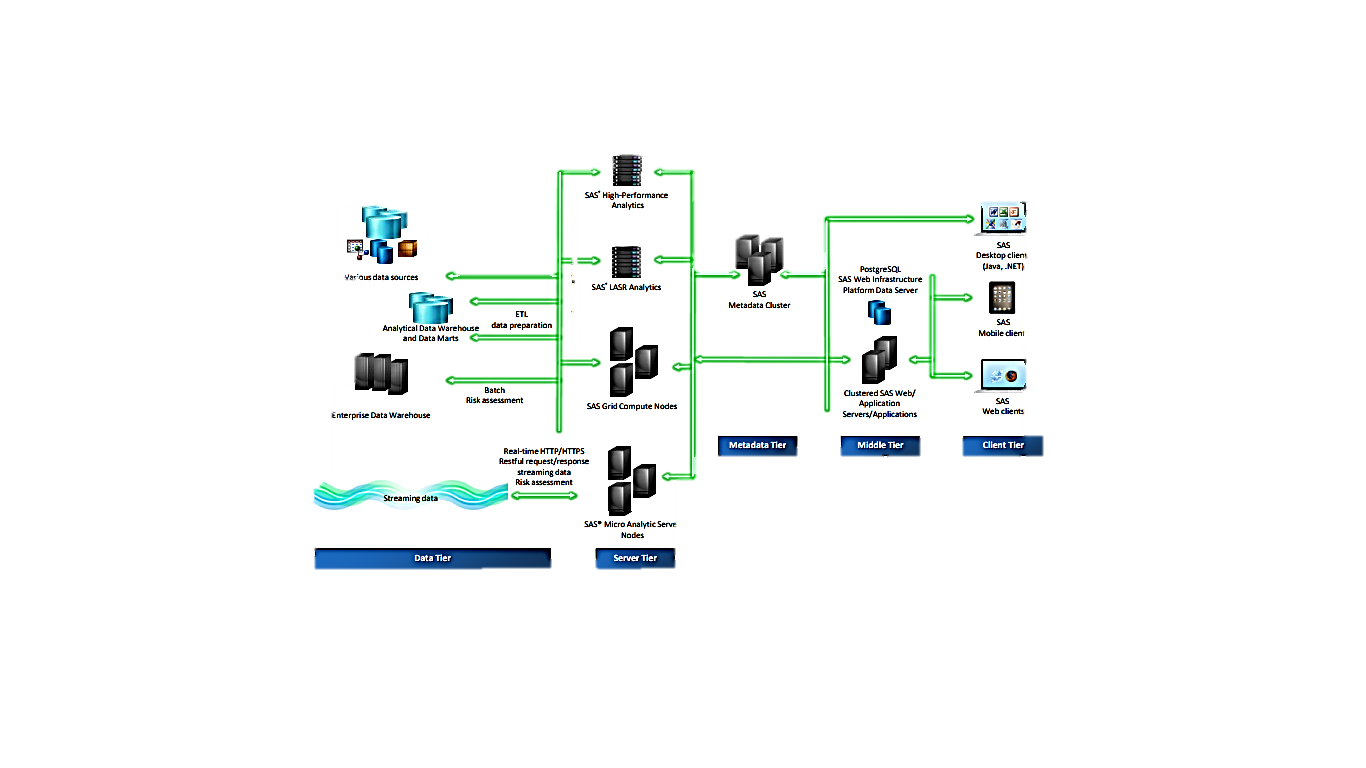 SAS® High-Performance
Analytics
Various data sources
SAS® LASR Analytics
Analytical Data Warehouse
and Data Marts
ETL
data preparation
Batch
Risk assessment
Enterprise Data Warehouse
SAS Grid Compute Nodes
Real-time HTTP/HTTPS
Restful request/response
streaming data
Risk assessment
Streaming data
SAS® Micro Analytic Serve
Nodes
Data Tier
Server Tier
SAS
Metadata Cluster
Metadata Tier
PostgreSQL
SAS Web Infrastructure
Platform Data Server
Clustered SAS Web/
Application
Servers/Applications
Middle Tier
SAS
Desktop client
(Java, .NET)
SAS
Mobile client
SAS
Web clients
Client Tier